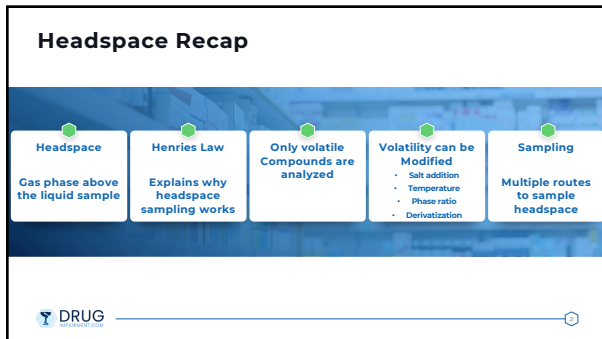 Headspace Recap
Headspace
Gas phase above
the liquid sample
Henries Law
Explains why
headspace
sampling works
Only volatile
Compounds are
analyzed
Volatility can be
Modified
• Salt addition
• Temperature
• Phase ratio
• Derivatization
Sampling
Multiple routes
to sample
headspace
DRUG
IMPAIRMENT.COM